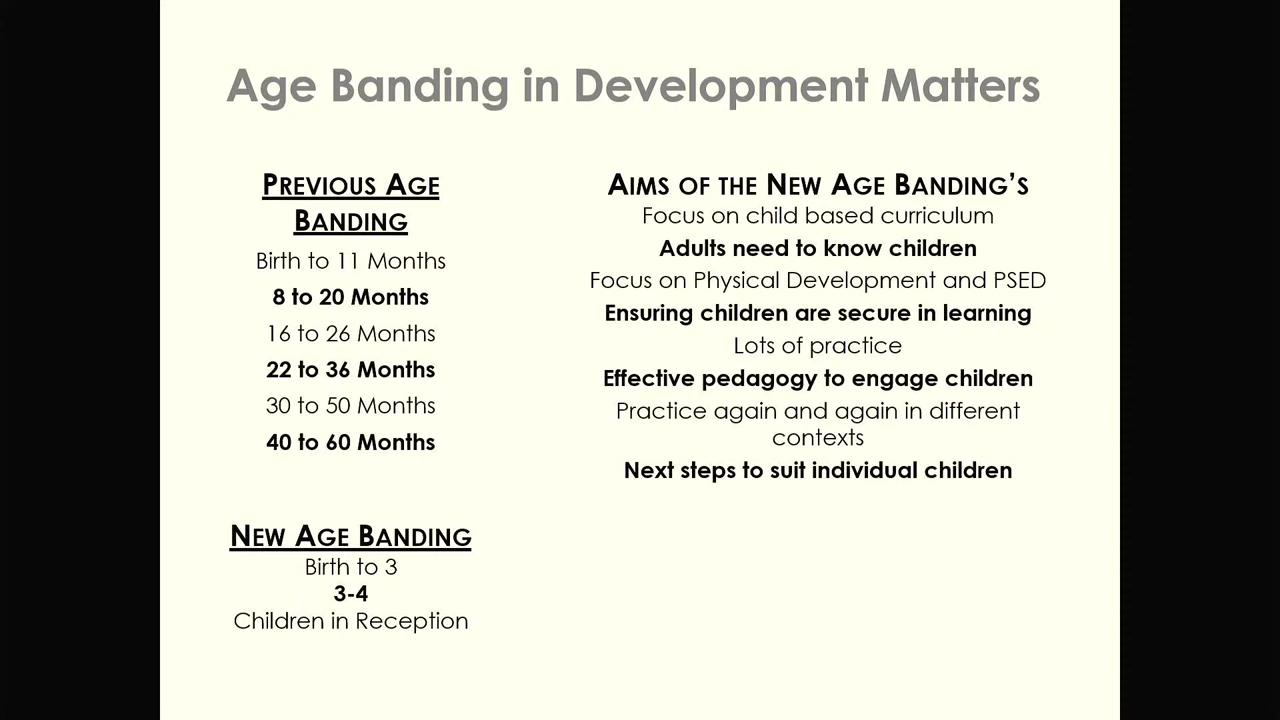 Age Banding in Development Matters
Previous Age
Banding
Birth to 11 Months
8 to 20 Months
16 to 26 Months
22 to 36 Months
30 to 50 Months
40 to 60 Months
New Age Banding
Birth to 3
3-4
Children in Reception
Aims of the New Age Banding’s
Focus on child based curriculum
Adults need to know children
Focus on Physical Development and PSED
Ensuring children are secure in learning
Lots of practice
Effective pedagogy to engage children
Practice again and again in different
contexts
Next steps to suit individual children